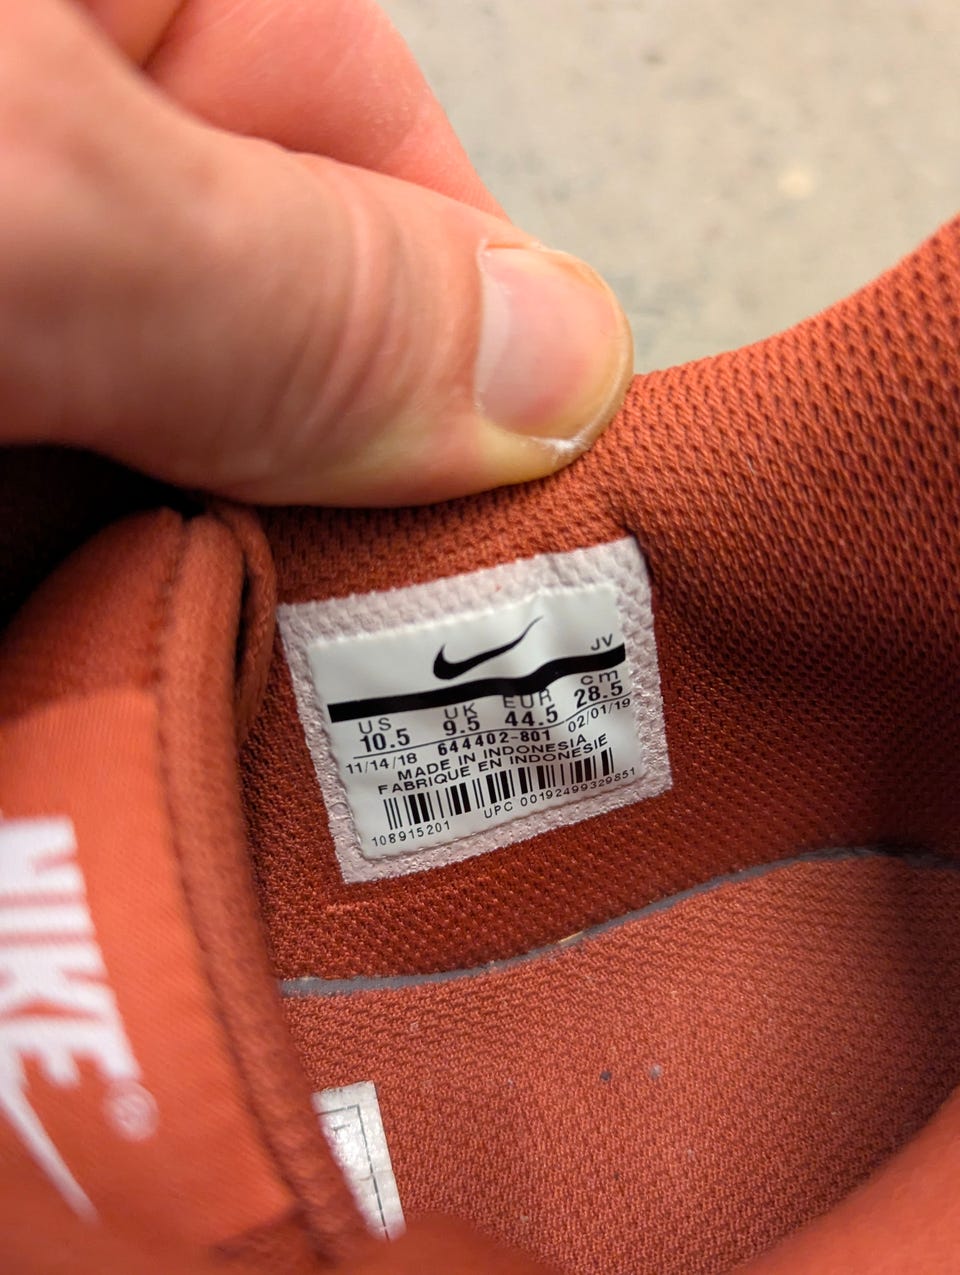 JV
US UK EUR cm
10.5 9.5 44.5 28.5
11/14/18 644402-801 02/01/19
MADE IN INDONESIA
FABRIQUE EN INDONESIE
108915201 UPC 00192499329851
NIKE®